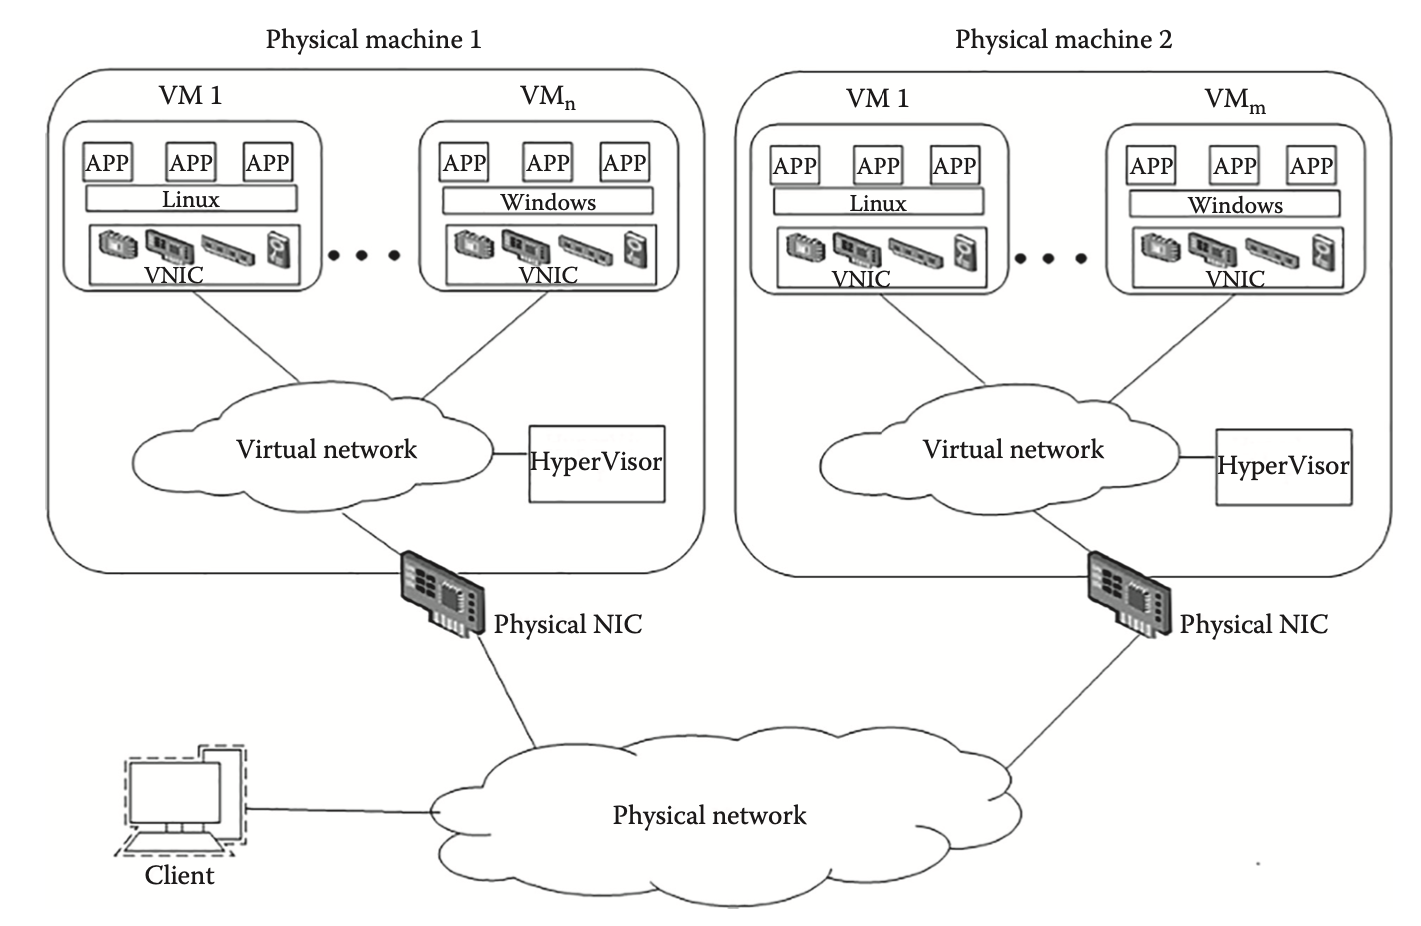 Physical machine 1
Physical machine 2
VM 1
VMn
VM 1
VMm
APP APP APP
APP APP APP
APP APP APP
APP APP APP
Linux
Windows
Linux
Windows
VNIC
VNIC
VNIC
VNIC
Virtual network
HyperVisor
Virtual network
HyperVisor
Physical NIC
Physical NIC
Physical network
Client